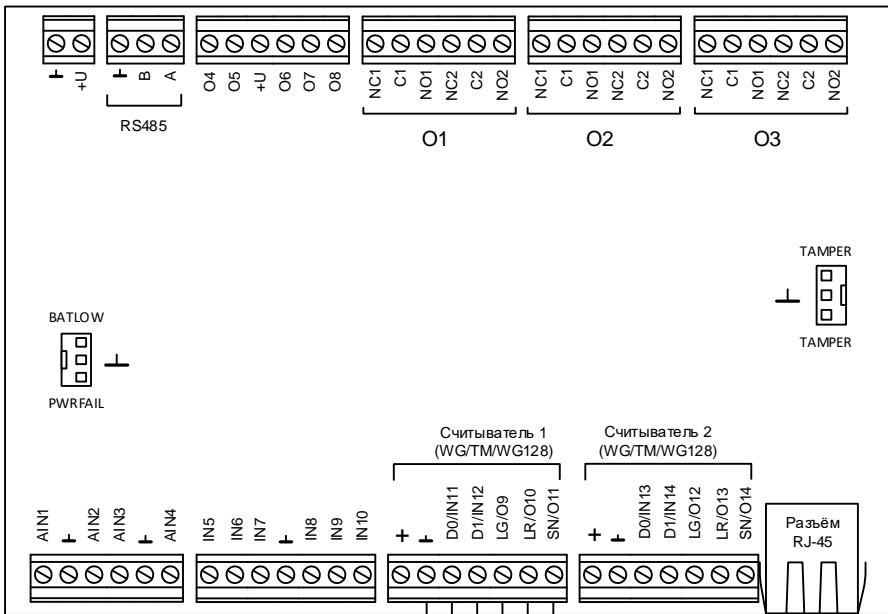 +U
B
A
O4
O5
+U
O6
O7
O8
NC1
C1
NO1
NC2
C2
NO2
NC1
C1
NO1
NC2
C2
NO2
NC1
C1
NO1
NC2
C2
NO2
RS485
O1
O2
O3
TAMPER
TAMPER
BATLOW
PWRFAIL
Считыватель 1
(WG/TM/WG128)
Считыватель 2
(WG/TM/WG128)
AIN1
AIN2
AIN3
AIN4
IN5
IN6
IN7
IN8
IN9
IN10
+
D0/IN11
D1/IN12
LG/O9
LR/O10
SN/O11
+
D0/IN13
D1/IN14
LG/O12
LR/O13
SN/O14
Разъём
RJ-45